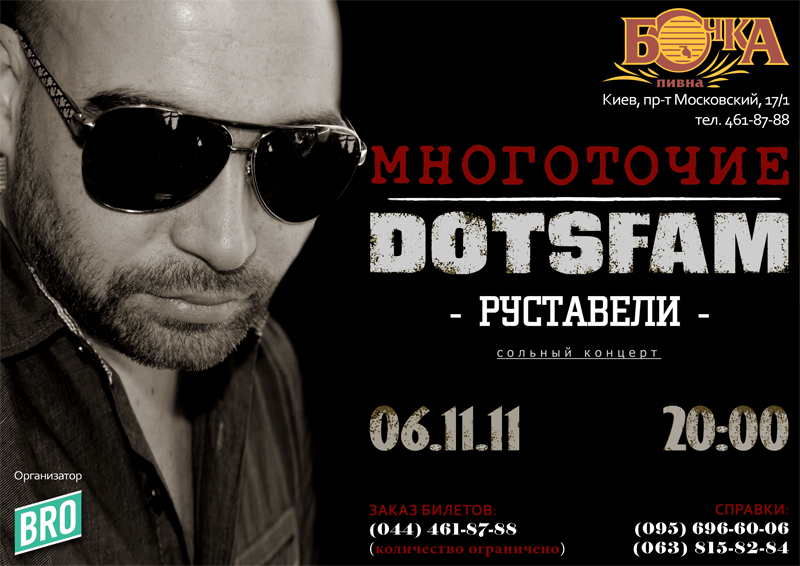 БОЧКА
пивна
Киев, пр-т Московский, 17/1
тел. 461-87-88
МНОГОТОЧИЕ
DOTSFAM
- РУСТАВЕЛИ -
сольный концерт
06.11.11
20:00
Организатор
BRO
ЗАКАЗ БИЛЕТОВ:
(044) 461-87-88
(количество ограничено)
СПРАВКИ:
(095) 696-60-06
(063) 815-82-84